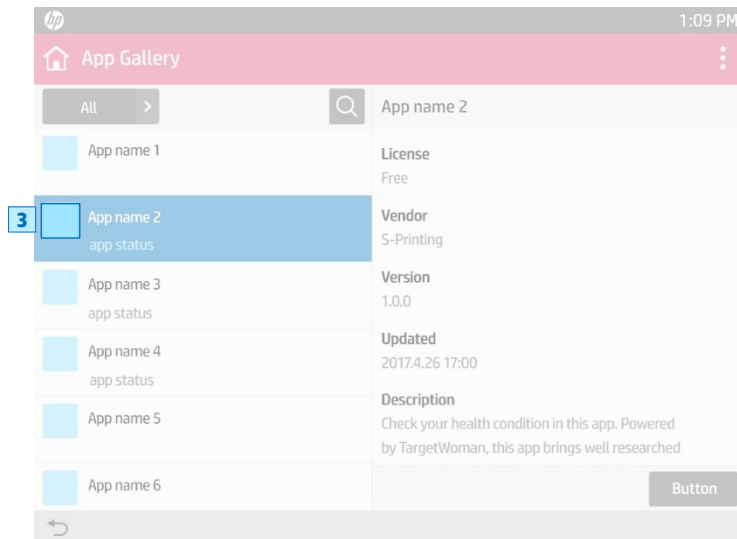 hp
1:09 PM
App Gallery
All
App name 2
App name 1
License
Free
3
App name 2
app status
Vendor
S-Printing
App name 3
app status
Version
1.0.0
App name 4
app status
Updated
2017.4.26 17:00
App name 5
Description
Check your health condition in this app. Powered
by TargetWoman, this app brings well researched
App name 6
Button